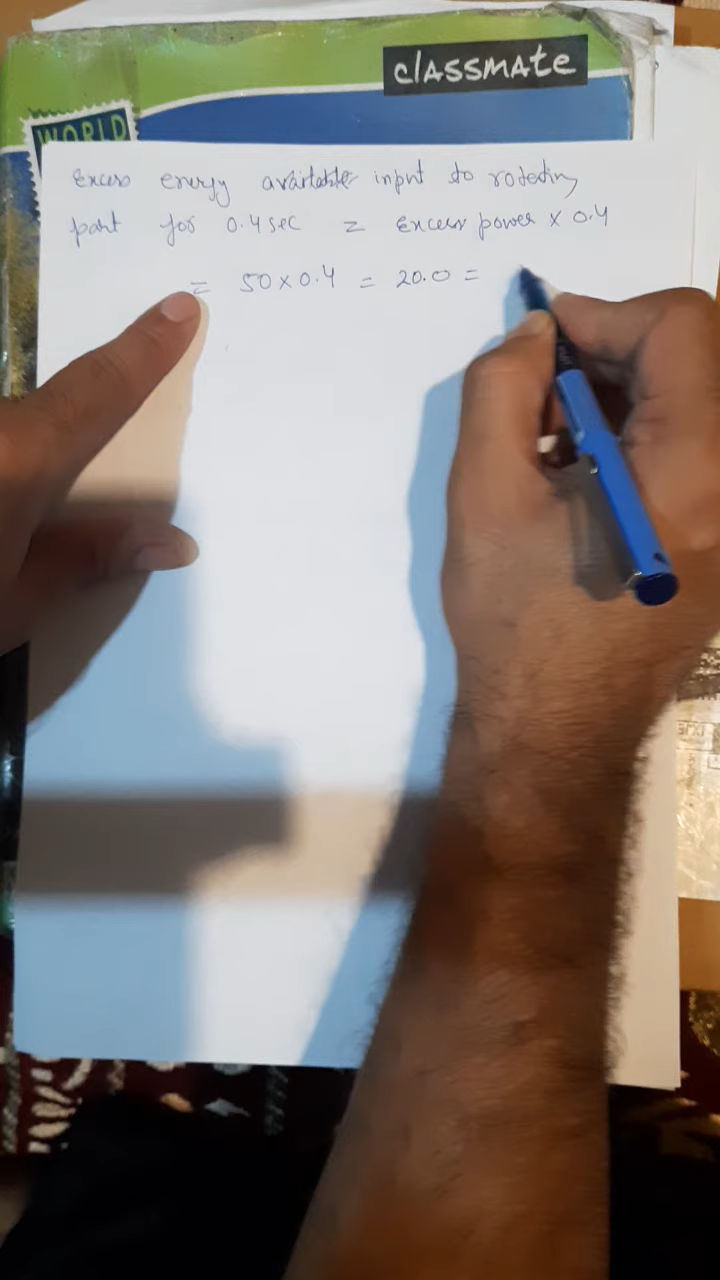 classmate
WORLD
Excess energy available input to rotating
part for 0.4 sec = excess power × 0.4
= 50 × 0.4 = 20.0 =